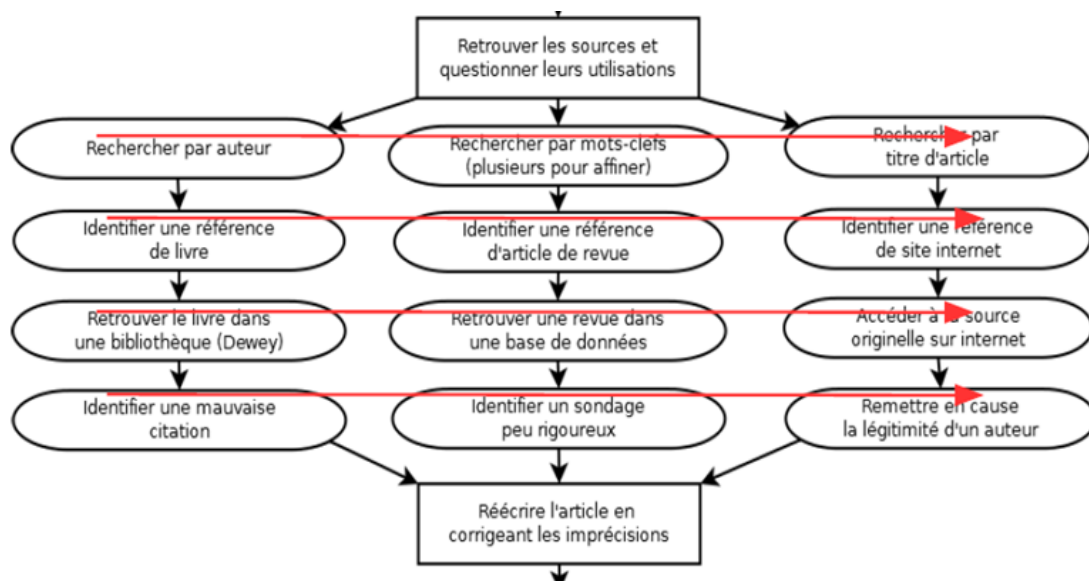 Retrouver les sources et
questionner leurs utilisations
Rechercher par auteur
Rechercher par mots-clefs
(plusieurs pour affiner)
Rechercher par
titre d'article
Identifier une référence
de livre
Identifier une référence
d'article de revue
Identifier une référence
de site internet
Retrouver le livre dans
une bibliothèque (Dewey)
Retrouver une revue dans
une base de données
Accéder à la source
originelle sur internet
Identifier une mauvaise
citation
Identifier un sondage
peu rigoureux
Remettre en cause
la légitimité d'un auteur
Réécrire l'article en
corrigeant les imprécisions